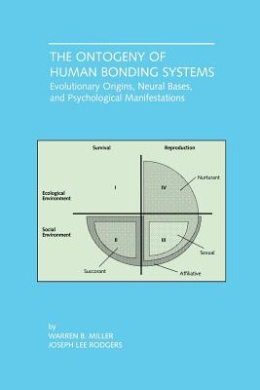 THE ONTOGENY OF
HUMAN BONDING SYSTEMS
Evolutionary Origins, Neural Bases,
and Psychological Manifestations
Survival
Reproduction
Nurturant
Ecological
Environment
I
IV
Social
Environment
II
III
Sexual
Succorant
Affiliative
by
WARREN B. MILLER
JOSEPH LEE RODGERS